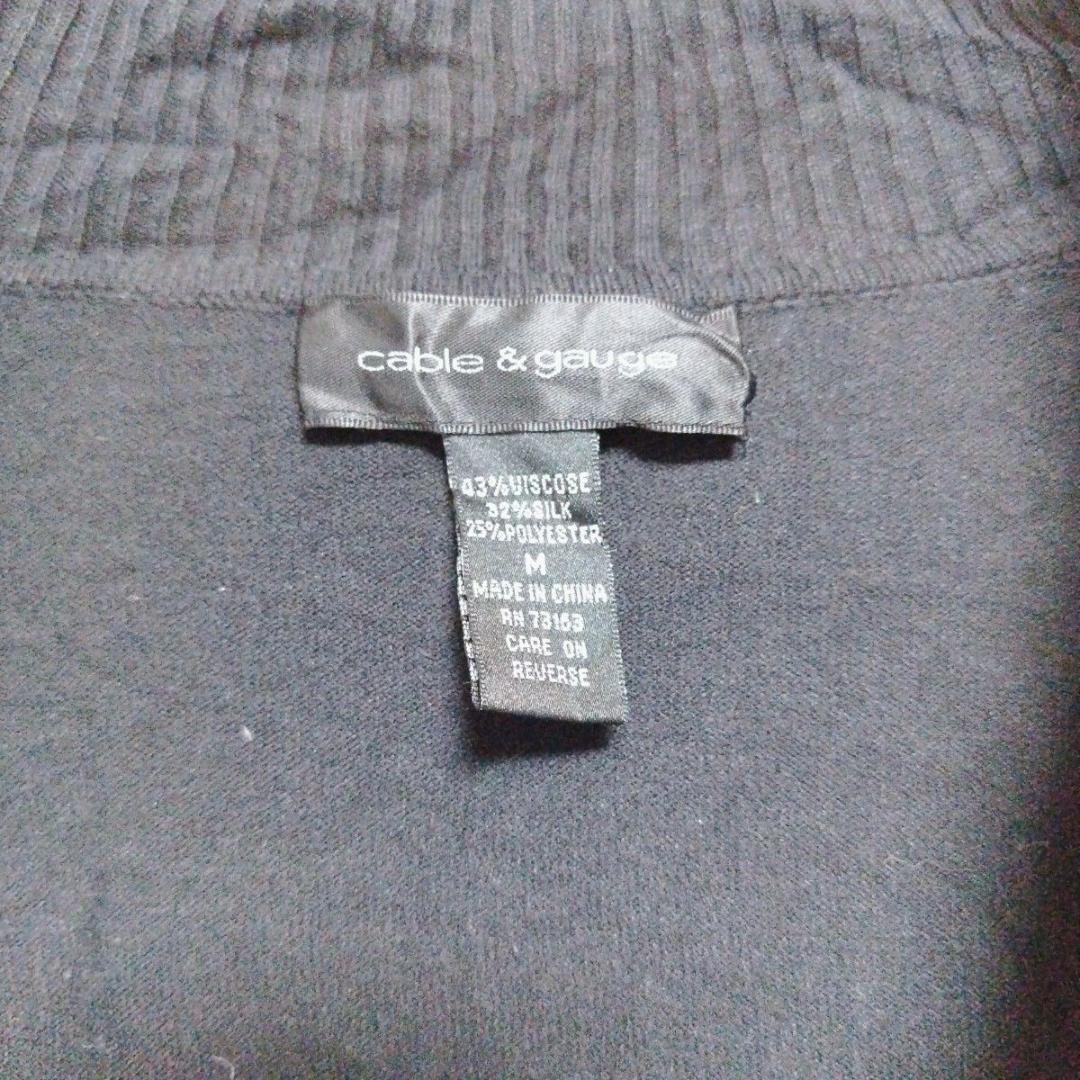 cable & gauge
43%VISCOSE
32%SILK
25%POLYESTER
M
MADE IN CHINA
RN 73163
CARE ON
REVERSE